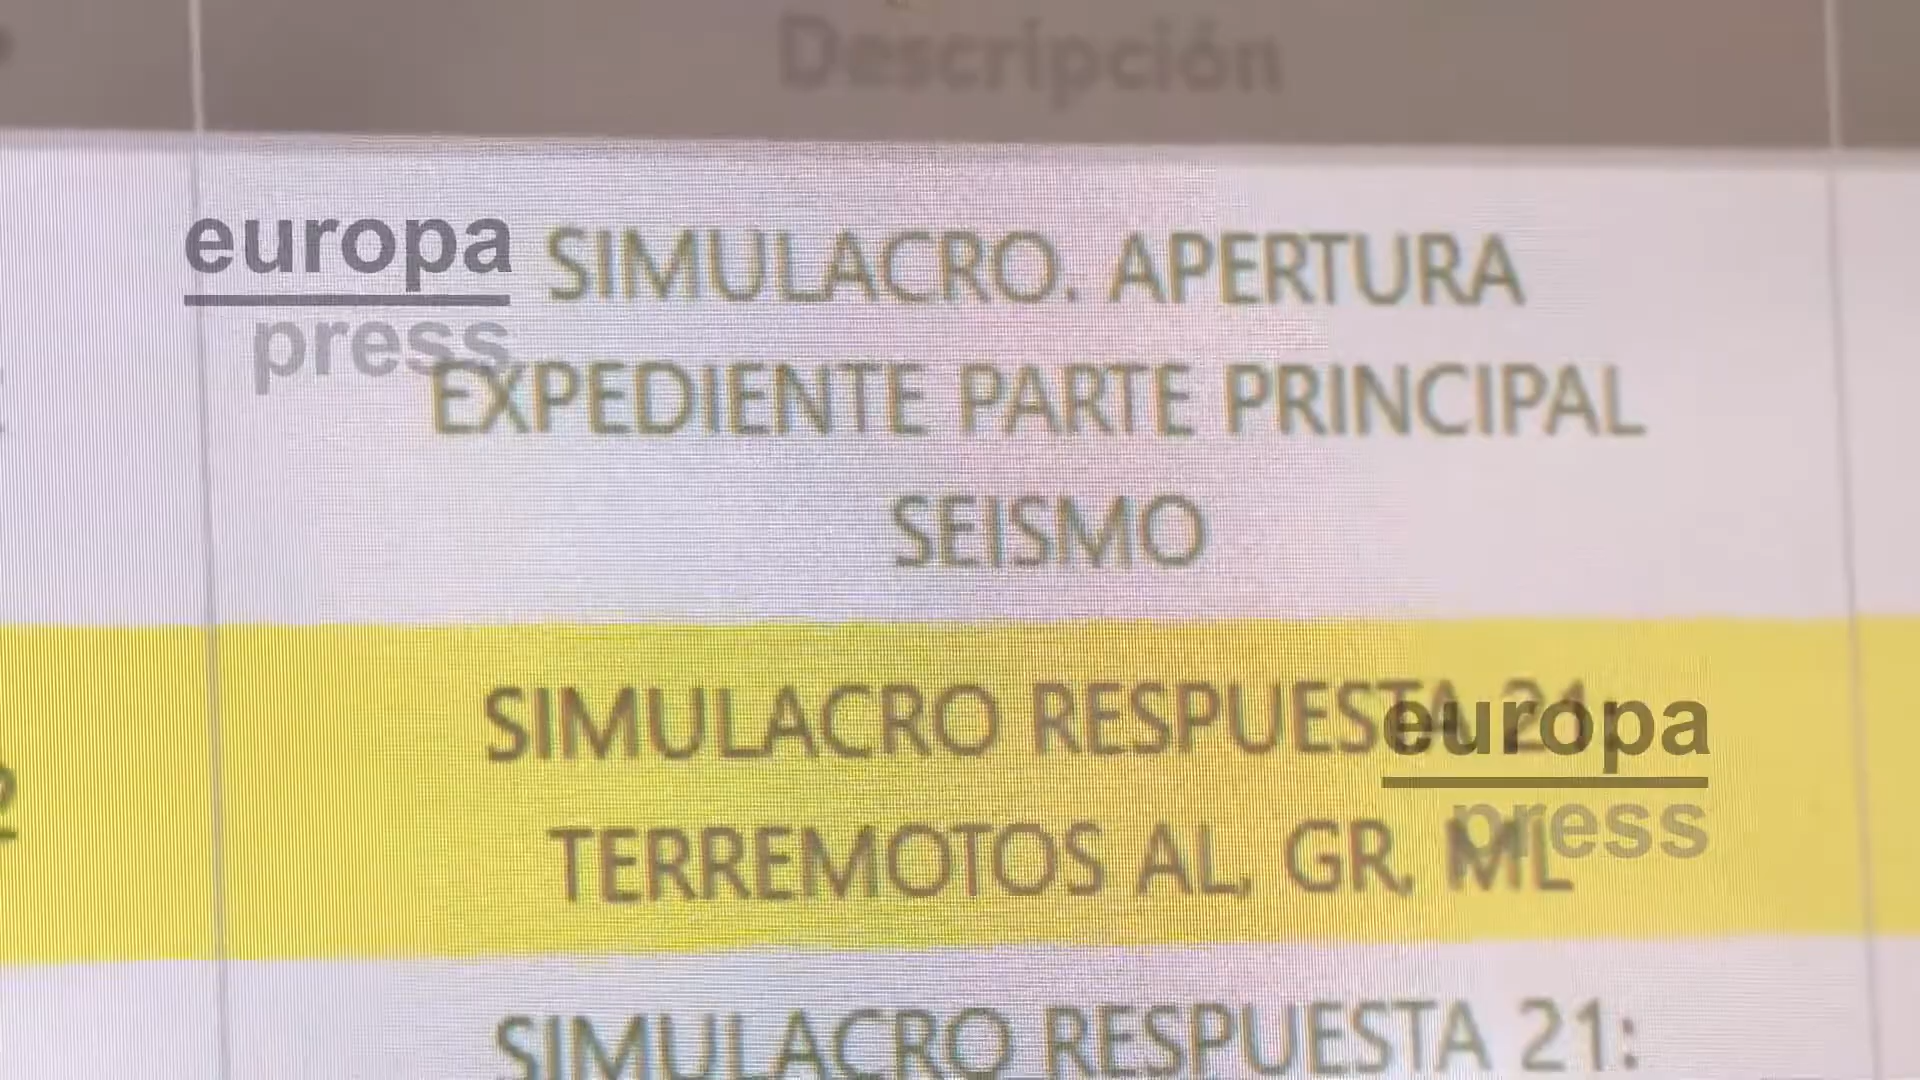 Descripción
europa
press
SIMULACRO. APERTURA
EXPEDIENTE PARTE PRINCIPAL
SEISMO
SIMULACRO RESPUESTA 21:
europa
press
TERREMOTOS AL, GR, ML
SIMULACRO RESPUESTA 21: